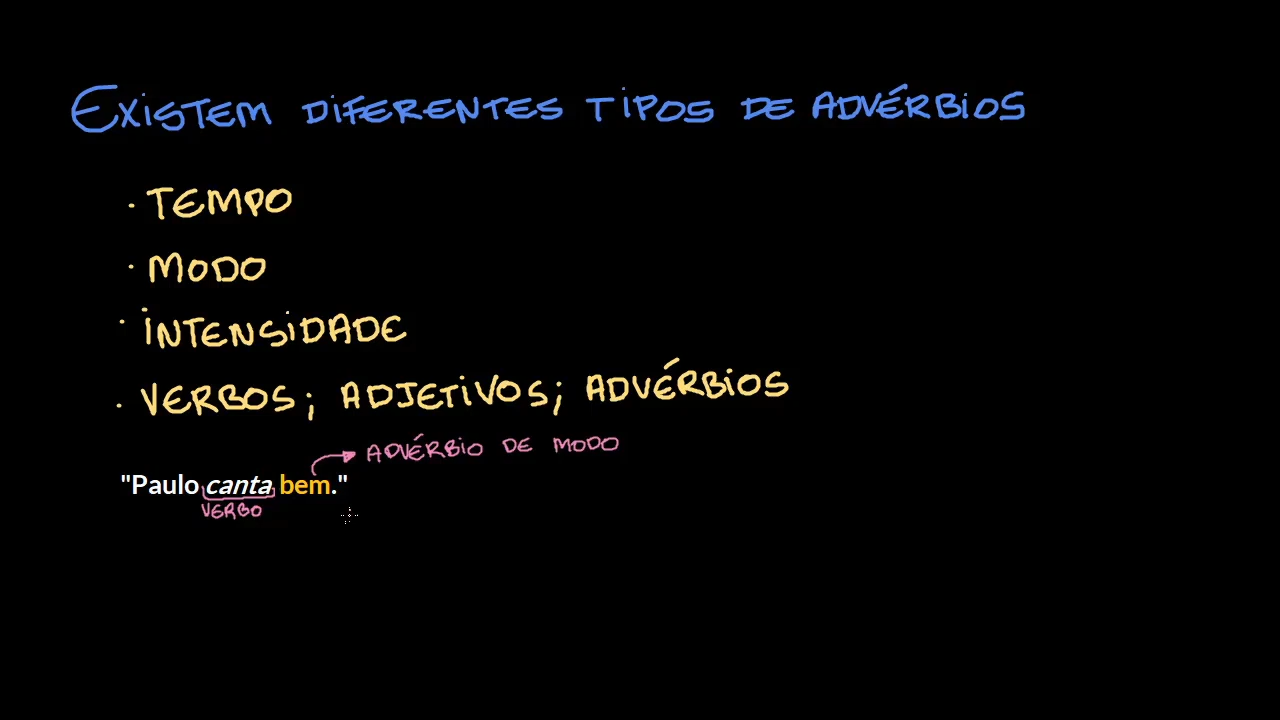 EXISTEM DIFERENTES TIPOS DE ADVÉRBIOS
· TEMPO
· MODO
· INTENSIDADE
· VERBOS; ADJETIVOS; ADVÉRBIOS
ADVÉRBIO DE MODO
"Paulo canta bem."
VERBO